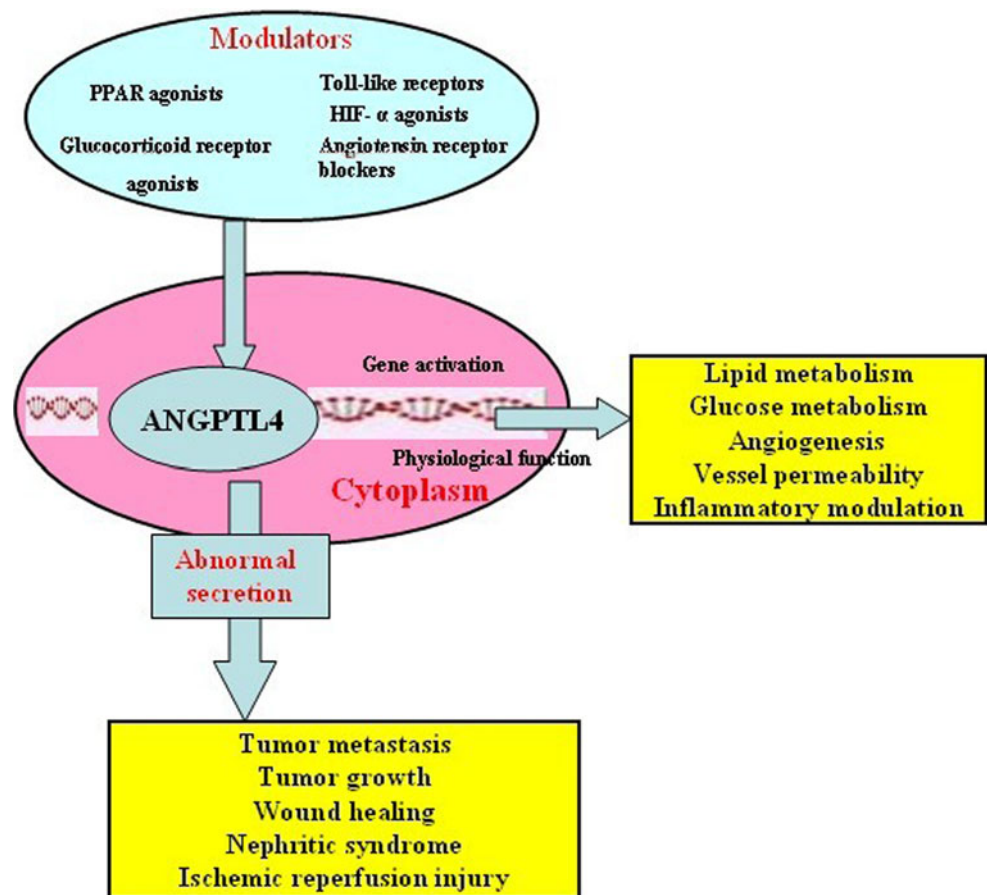 Modulators
PPAR agonists
Glucocorticoid receptor
agonists
Toll-like receptors
HIF- α agonists
Angiotensin receptor
blockers
Gene activation
ANGPTL4
Physiological function
Cytoplasm
Lipid metabolism
Glucose metabolism
Angiogenesis
Vessel permeability
Inflammatory modulation
Abnormal
secretion
Tumor metastasis
Tumor growth
Wound healing
Nephritic syndrome
Ischemic reperfusion injury